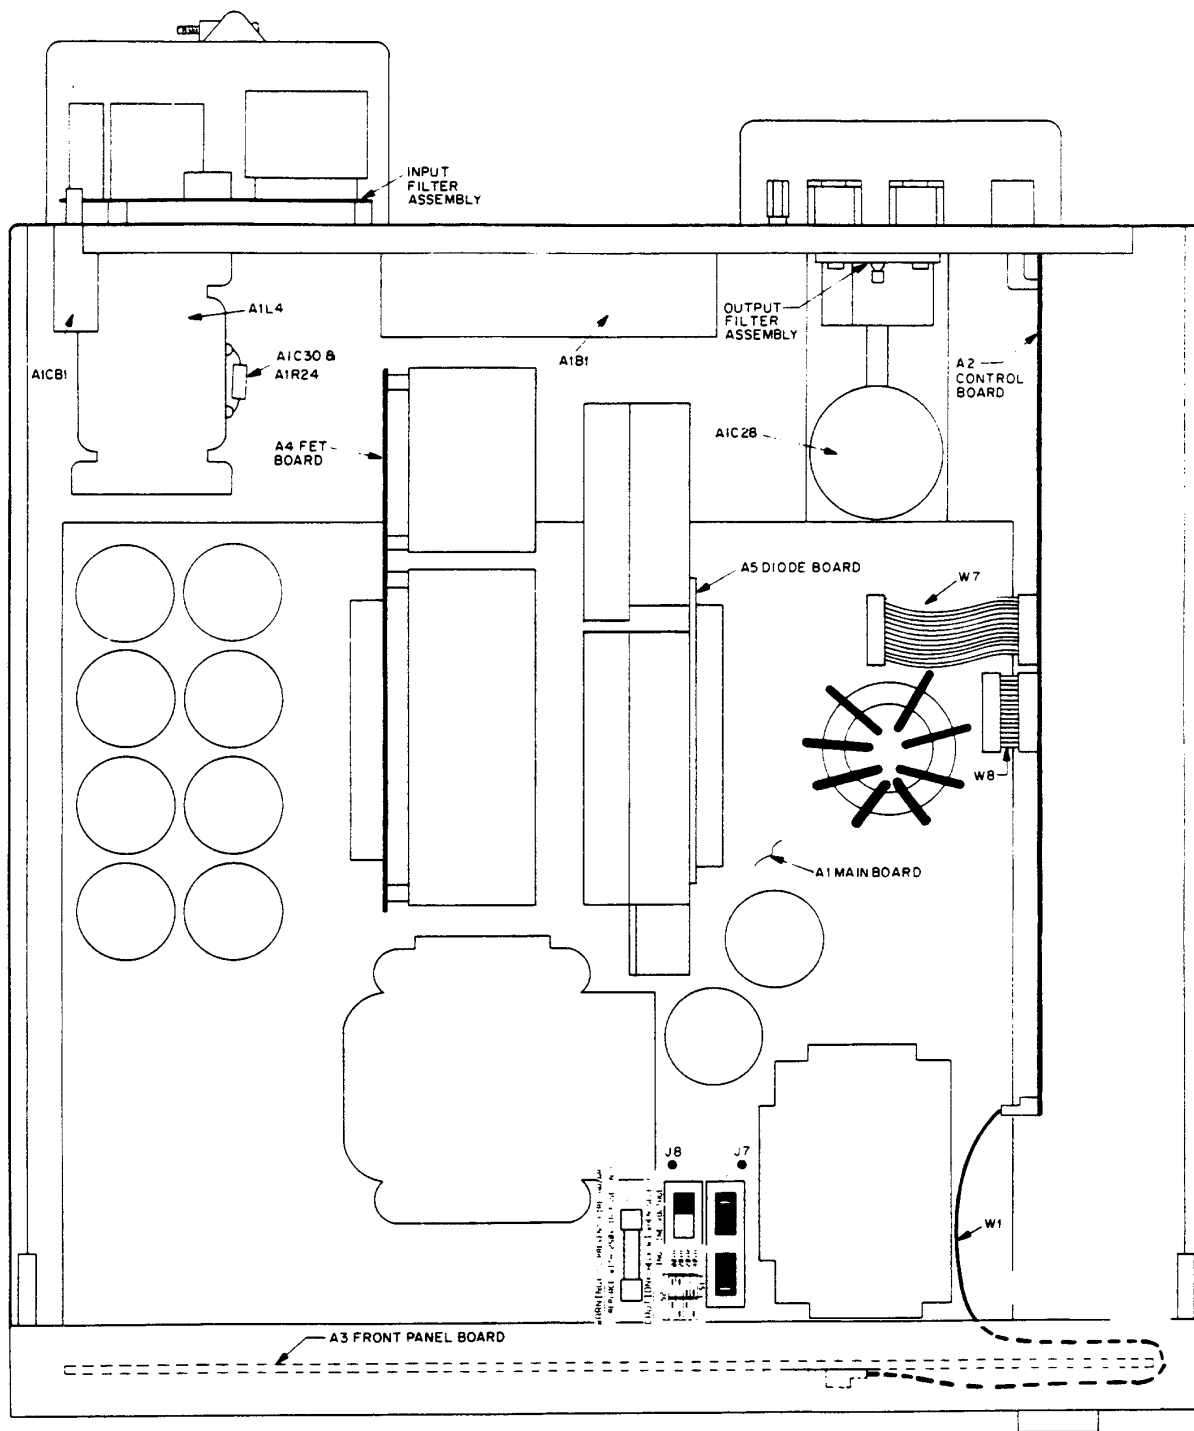 INPUT
FILTER
ASSEMBLY
A1L4
A1CB1
A1C30 &
A1R24
A1B1
OUTPUT
FILTER
ASSEMBLY
A2
CONTROL
BOARD
A4 FET
BOARD
A1C28
A5 DIODE BOARD
W7
W8
A1 MAIN BOARD
J8
J7
W1
S2
A3 FRONT PANEL BOARD